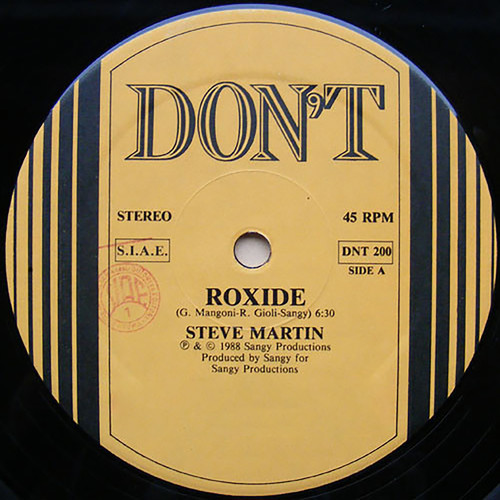 DON'T
STEREO
45 RPM
S.I.A.E.
DNT 200
SIDE A
ROXIDE
(G. Mangoni-R. Gioli-Sangy) 6:30
STEVE MARTIN
℗ & © 1988 Sangy Productions
Produced by Sangy for
Sangy Productions